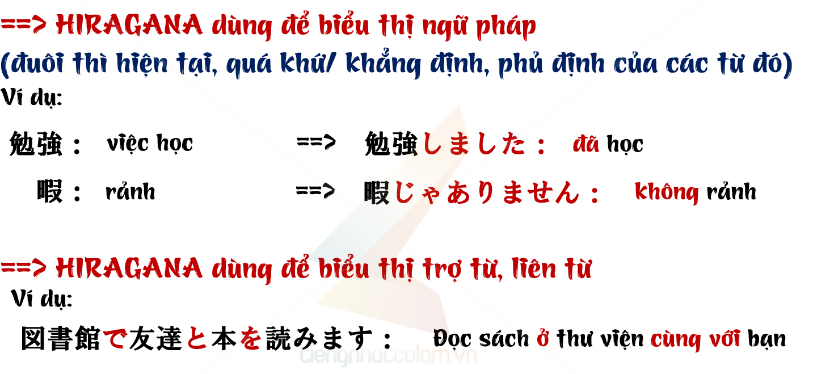 ==> HIRAGANA dùng để biểu thị ngữ pháp
(đuôi thì hiện tại, quá khứ/ khẳng định, phủ định của các từ đó)
Ví dụ:
勉強： việc học ==> 勉強しました： đã học
暇： rảnh ==> 暇じゃありません： không rảnh
==> HIRAGANA dùng để biểu thị trợ từ, liên từ
Ví dụ:
図書館で友達と本を読みます： Đọc sách ở thư viện cùng với bạn
tiengnhatcolam.vn